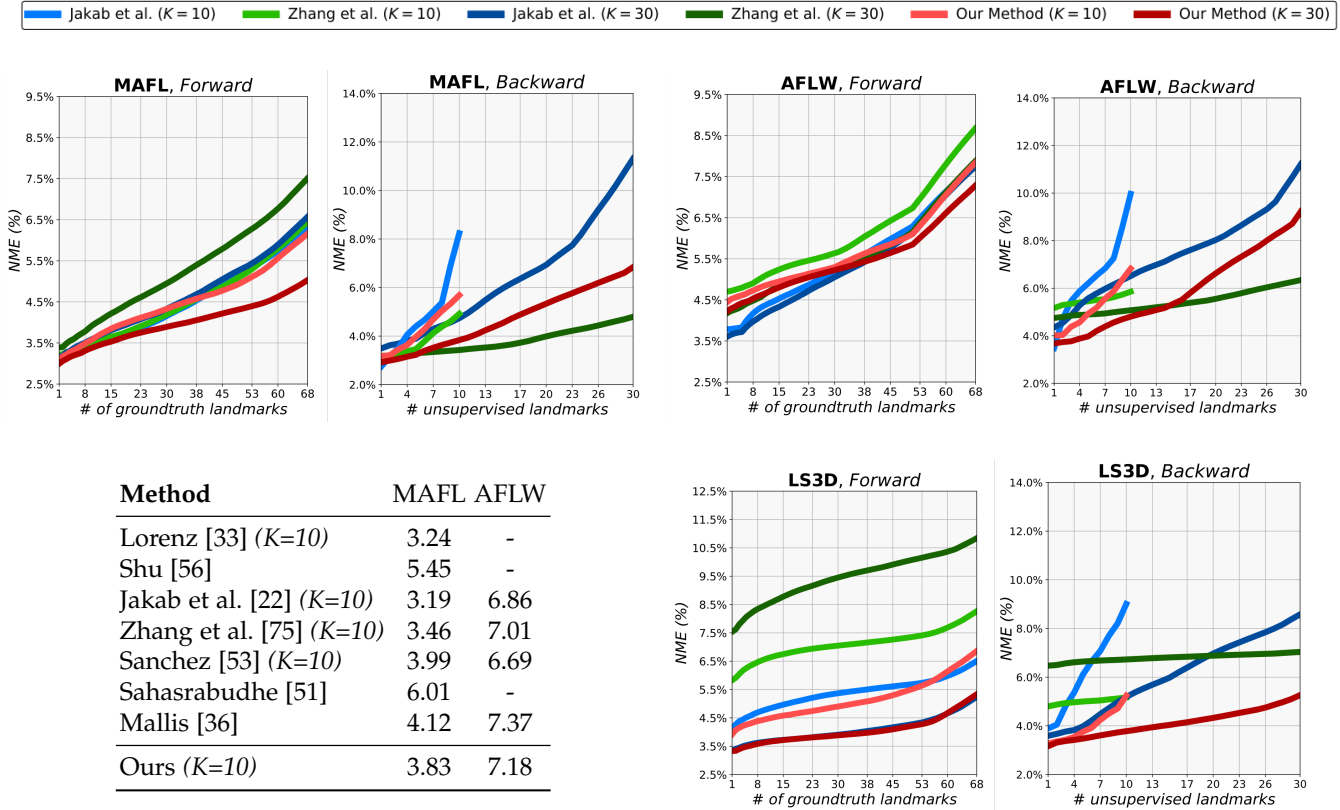 Jakab et al. (K = 10) Zhang et al. (K = 10) Jakab et al. (K = 30) Zhang et al. (K = 30) Our Method (K = 10) Our Method (K = 30)
MAFL, Forward
9.5%
8.5%
7.5%
6.5%
5.5%
4.5%
3.5%
2.5%
NME (%)
1 8 15 23 30 38 45 53 60 68
# of groundtruth landmarks
MAFL, Backward
14.0%
12.0%
10.0%
8.0%
6.0%
4.0%
2.0%
NME (%)
1 4 7 10 13 17 20 23 26 30
# unsupervised landmarks
AFLW, Forward
9.5%
8.5%
7.5%
6.5%
5.5%
4.5%
3.5%
2.5%
NME (%)
1 8 15 23 30 38 45 53 60 68
# of groundtruth landmarks
AFLW, Backward
14.0%
12.0%
10.0%
8.0%
6.0%
4.0%
2.0%
NME (%)
1 4 7 10 13 17 20 23 26 30
# unsupervised landmarks
Method MAFL AFLW
Lorenz [33] (K=10) 3.24 -
Shu [56] 5.45 -
Jakab et al. [22] (K=10) 3.19 6.86
Zhang et al. [75] (K=10) 3.46 7.01
Sanchez [53] (K=10) 3.99 6.69
Sahasrabudhe [51] 6.01 -
Mallis [36] 4.12 7.37
Ours (K=10) 3.83 7.18
LS3D, Forward
12.5%
11.5%
10.5%
9.5%
8.5%
7.5%
6.5%
5.5%
4.5%
3.5%
2.5%
NME (%)
1 8 15 23 30 38 45 53 60 68
# of groundtruth landmarks
LS3D, Backward
14.0%
12.0%
10.0%
8.0%
6.0%
4.0%
2.0%
NME (%)
1 4 7 10 13 17 20 23 26 30
# unsupervised landmarks